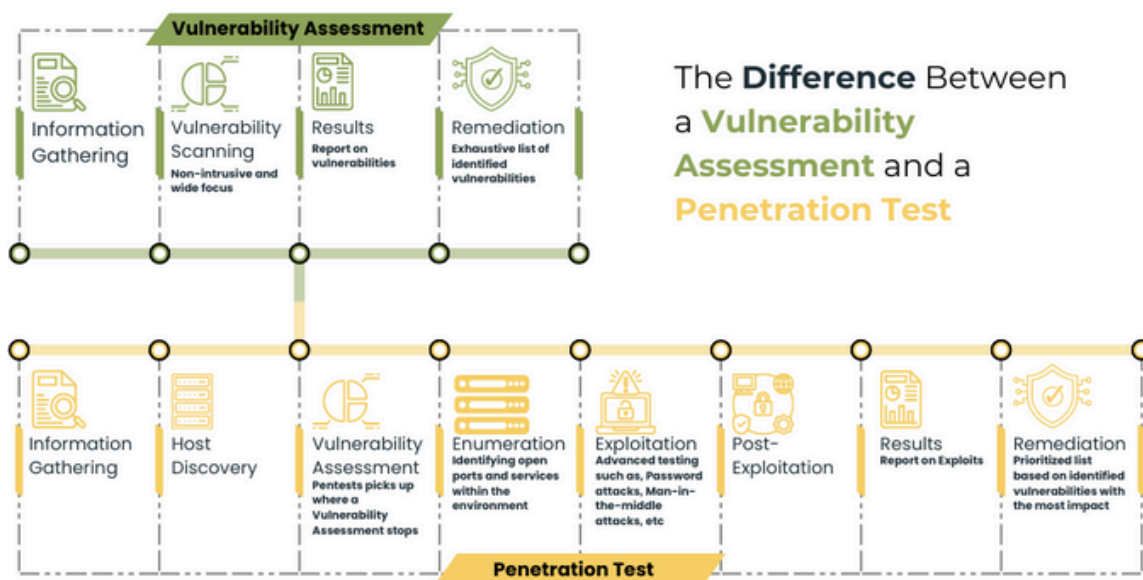 Vulnerability Assessment
Information
Gathering
Vulnerability
Scanning
Non-intrusive and
wide focus
Results
Report on
vulnerabilities
Remediation
Exhaustive list of
identified
vulnerabilities
The Difference Between
a Vulnerability
Assessment and a
Penetration Test
Information
Gathering
Host
Discovery
Vulnerability
Assessment
Pentests picks up
where a
Vulnerability
Assessment stops
Enumeration
Identifying open
ports and services
within the
environment
Exploitation
Advanced testing
such as, Password
attacks, Man-in-
the-middle
attacks, etc
Post-
Exploitation
Results
Report on Exploits
Remediation
Prioritized list
based on identified
vulnerabilities with
the most impact
Penetration Test